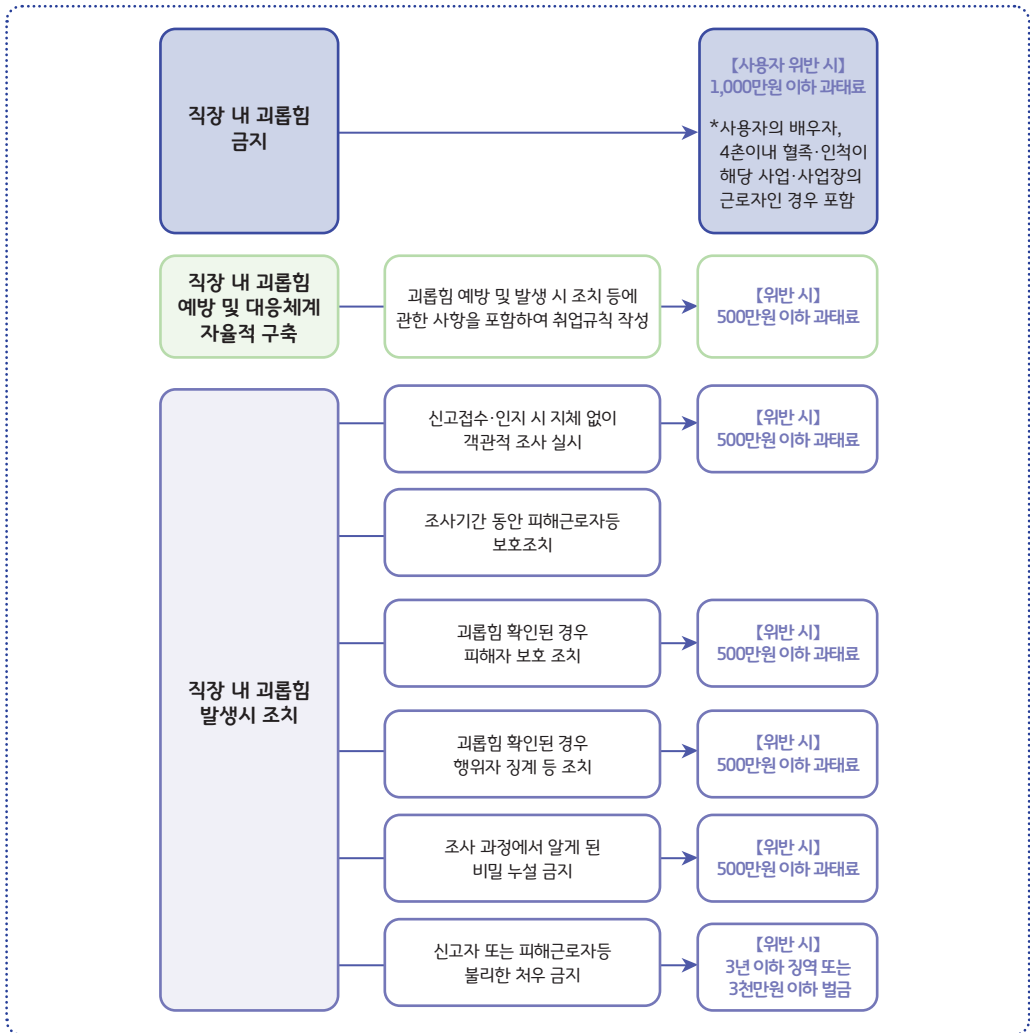 직장 내 괴롭힘
금지
【사용자 위반 시】
1,000만원 이하 과태료
*사용자의 배우자,
4촌이내 혈족·인척이
해당 사업·사업장의
근로자인 경우 포함
직장 내 괴롭힘
예방 및 대응체계
자율적 구축
괴롭힘 예방 및 발생 시 조치 등에
관한 사항을 포함하여 취업규칙 작성
【위반 시】
500만원 이하 과태료
직장 내 괴롭힘
발생시 조치
신고접수·인지 시 지체 없이
객관적 조사 실시
【위반 시】
500만원 이하 과태료
조사기간 동안 피해근로자등
보호조치
괴롭힘 확인된 경우
피해자 보호 조치
【위반 시】
500만원 이하 과태료
괴롭힘 확인된 경우
행위자 징계 등 조치
【위반 시】
500만원 이하 과태료
조사 과정에서 알게 된
비밀 누설 금지
【위반 시】
500만원 이하 과태료
신고자 또는 피해근로자등
불리한 처우 금지
【위반 시】
3년 이하 징역 또는
3천만원 이하 벌금